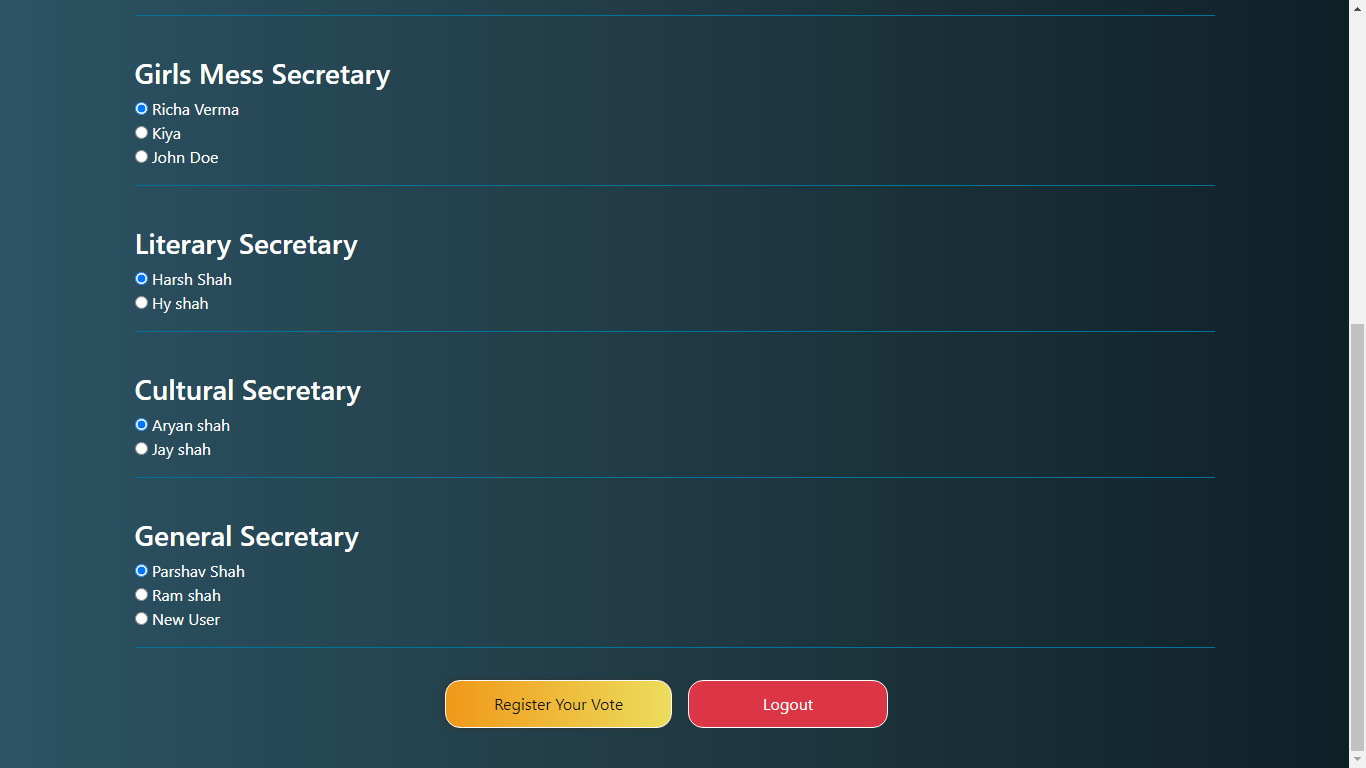 Girls Mess Secretary
Richa Verma
Kiya
John Doe
Literary Secretary
Harsh Shah
Hy shah
Cultural Secretary
Aryan shah
Jay shah
General Secretary
Parshav Shah
Ram shah
New User
Register Your Vote
Logout